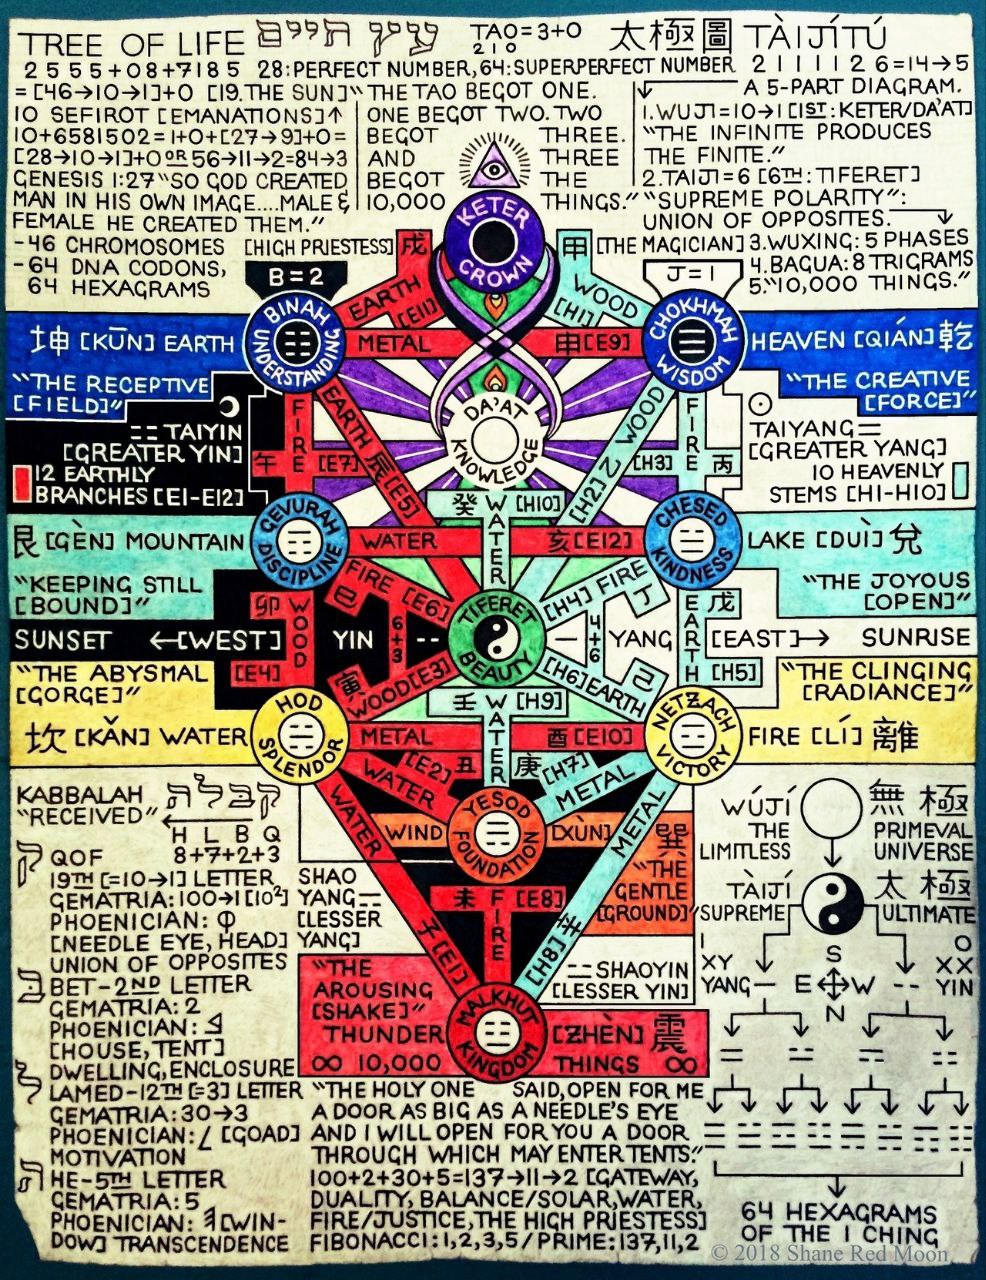 TREE OF LIFE עץ חיים TAO=3+0 太極圖 TÀIJÍTÚ
210
2555+08+7185 28:PERFECT NUMBER,64:SUPERPERFECT NUMBER 2 1 1 1 1 2 6=14→5
=[46→10→1]+0 [19.THE SUN]
10 SEFIROT [EMANATIONS]↑
10+6581502=1+0+[27→9]+0=
[28→10→1]+0 OR 56→11→2=84→3
GENESIS 1:27 "SO GOD CREATED
MAN IN HIS OWN IMAGE....MALE &
FEMALE HE CREATED THEM."
-46 CHROMOSOMES
-64 DNA CODONS,
64 HEXAGRAMS
"THE TAO BEGOT ONE.
ONE BEGOT TWO. TWO
BEGOT THREE.
AND THREE
BEGOT THE
10,000 THINGS."
A 5-PART DIAGRAM.
1.WUJI=10→1[1ST:KETER/DA'AT]
"THE INFINITE PRODUCES
THE FINITE."
2.TAIJI=6 [6TH:TIFERET]
"SUPREME POLARITY":
UNION OF OPPOSITES.
3.WUXING:5 PHASES
4.BAGUA:8 TRIGRAMS
5."10,000 THINGS."
KETER
CROWN
[HIGH PRIESTESS] 戌 甲 [THE MAGICIAN]
B=2 J=1
EARTH [E11] WOOD [H1]
BINAH UNDERSTANDING
CHOKHMAH WISDOM
METAL 申[E9]
坤 [KŪN] EARTH
HEAVEN [QIÁN] 乾
"THE RECEPTIVE
[FIELD]"
"THE CREATIVE
[FORCE]"
DA'AT
KNOWLEDGE
TAIYIN
[GREATER YIN]
12 EARTHLY
BRANCHES [E1-E12]
TAIYANG
[GREATER YANG]
10 HEAVENLY
STEMS [H1-H10]
FIRE 午 [E7]
EARTH 辰 [E5]
WOOD 乙 [H2]
FIRE 丙 [H3]
癸 WATER [H10]
GEVURAH DISCIPLINE
CHESED KINDNESS
WATER 亥[E12]
艮 [GÈN] MOUNTAIN
LAKE [DUÌ] 兌
"KEEPING STILL
[BOUND]"
"THE JOYOUS
[OPEN]"
FIRE 巳 [E6]
[H4] FIRE 丁
卯 WOOD [E4]
EARTH 戊 [H5]
SUNSET ←[WEST] YIN 6+3
4+6 YANG [EAST]→ SUNRISE
TIFERET
BEAUTY
寅 WOOD [E3]
[H6] EARTH 己
"THE ABYSMAL
[GORGE]"
"THE CLINGING
[RADIANCE]"
壬 WATER [H9]
HOD SPLENDOR
NETZACH VICTORY
METAL 酉 [E10]
坎 [KǍN] WATER
FIRE [LÍ] 離
[E2] 丑 WATER
庚 [H7] METAL
WATER 子 [E1]
METAL 辛 [H8]
YESOD
FOUNDATION
WIND [XÙN] 巽
"THE
GENTLE
[GROUND]"
SHAO
YANG
[LESSER
YANG]
未 FIRE [E8]
SHAOYIN
[LESSER YIN]
"THE
AROUSING
[SHAKE]"
THUNDER [ZHÈN] 震
MALKHUT
KINGDOM
∞ 10,000 THINGS ∞
KABBALAH קבלה
"RECEIVED" H L B Q
8+7+2+3
ק QOF
19TH [=10→1] LETTER
GEMATRIA:100→1 [10²]
PHOENICIAN: Φ
[NEEDLE EYE, HEAD]
UNION OF OPPOSITES
ב BET-2ND LETTER
GEMATRIA: 2
PHOENICIAN: 𐤁
[HOUSE,TENT]
DWELLING,ENCLOSURE
ל LAMED-12TH [=3] LETTER
GEMATRIA:30→3
PHOENICIAN: 𐤋 [GOAD]
MOTIVATION
ה HE-5TH LETTER
GEMATRIA: 5
PHOENICIAN: 𐤄 [WIN-
DOW] TRANSCENDENCE
"THE HOLY ONE SAID, OPEN FOR ME
A DOOR AS BIG AS A NEEDLE'S EYE
AND I WILL OPEN FOR YOU A DOOR
THROUGH WHICH MAY ENTER TENTS."
100+2+30+5=137→11→2 [GATEWAY,
DUALITY, BALANCE/SOLAR,WATER,
FIRE/JUSTICE,THE HIGH PRIESTESS]
FIBONACCI:1,2,3,5/PRIME:137,11,2
WÚJÍ 無極
THE PRIMEVAL
LIMITLESS UNIVERSE
TÀIJÍ 太極
SUPREME ULTIMATE
1 0
XY XX
YANG YIN
S
E W
N
64 HEXAGRAMS
OF THE I CHING
© 2018 Shane Red Moon